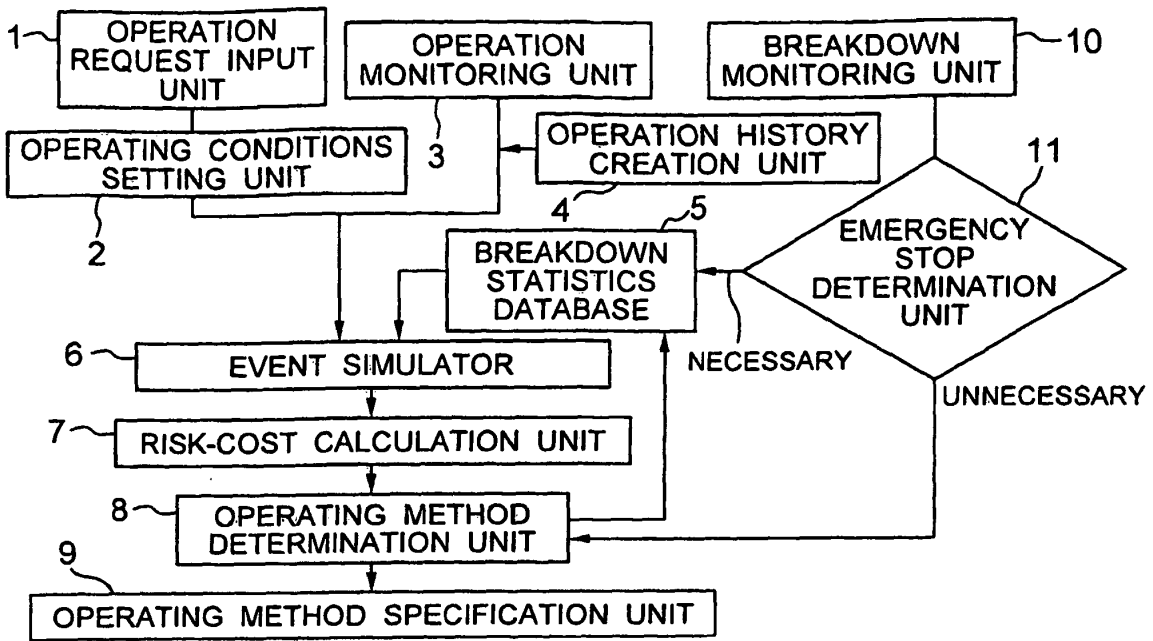 1
OPERATION
REQUEST INPUT
UNIT
OPERATION
MONITORING UNIT
3
BREAKDOWN
MONITORING UNIT
10
OPERATING CONDITIONS
SETTING UNIT
2
OPERATION HISTORY
CREATION UNIT
4
11
EMERGENCY
STOP
DETERMINATION
UNIT
5
BREAKDOWN
STATISTICS
DATABASE
NECESSARY
UNNECESSARY
6
EVENT SIMULATOR
7
RISK-COST CALCULATION UNIT
8
OPERATING METHOD
DETERMINATION UNIT
9
OPERATING METHOD SPECIFICATION UNIT